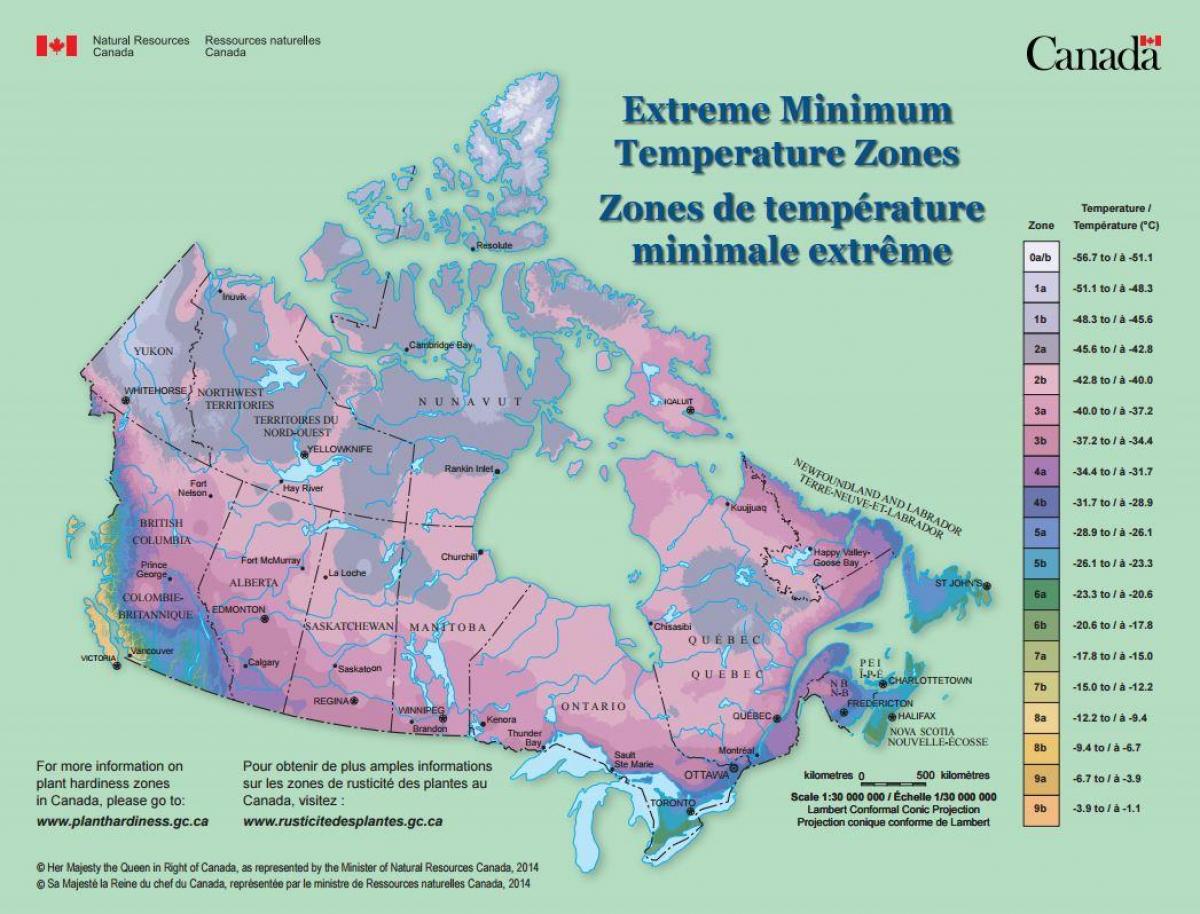 Natural Resources
Canada
Ressources naturelles
Canada
Canada
Extreme Minimum
Temperature Zones
Zones de température
minimale extrême
Temperature /
Zone Température (°C)
0a/b -56.7 to / à -51.1
1a -51.1 to / à -48.3
1b -48.3 to / à -45.6
2a -45.6 to / à -42.8
2b -42.8 to / à -40.0
3a -40.0 to / à -37.2
3b -37.2 to / à -34.4
4a -34.4 to / à -31.7
4b -31.7 to / à -28.9
5a -28.9 to / à -26.1
5b -26.1 to / à -23.3
6a -23.3 to / à -20.6
6b -20.6 to / à -17.8
7a -17.8 to / à -15.0
7b -15.0 to / à -12.2
8a -12.2 to / à -9.4
8b -9.4 to / à -6.7
9a -6.7 to / à -3.9
9b -3.9 to / à -1.1
Resolute
Inuvik
Cambridge Bay
YUKON
WHITEHORSE
NORTHWEST
TERRITORIES
TERRITOIRES DU
NORD-OUEST
NUNAVUT
IQALUIT
YELLOWKNIFE
Rankin Inlet
Hay River
Fort
Nelson
NEWFOUNDLAND AND LABRADOR
TERRE-NEUVE-ET-LABRADOR
Kuujjuaq
BRITISH
COLUMBIA
Prince
George
COLOMBIE-
BRITANNIQUE
Fort McMurray
ALBERTA
La Loche
Churchill
Happy Valley-
Goose Bay
ST JOHN'S
EDMONTON
SASKATCHEWAN
MANITOBA
Chisasibi
QUÉBEC
QUEBEC
Vancouver
VICTORIA
Calgary
Saskatoon
REGINA
WINNIPEG
Brandon
Kenora
ONTARIO
Thunder
Bay
Sault
Ste Marie
QUÉBEC
Montréal
OTTAWA
TORONTO
PEI
Î-P-É
CHARLOTTETOWN
NB
N-B
FREDERICTON
HALIFAX
NOVA SCOTIA
NOUVELLE-ÉCOSSE
For more information on
plant hardiness zones
in Canada, please go to:
www.planthardiness.gc.ca
Pour obtenir de plus amples informations
sur les zones de rusticité des plantes au
Canada, visitez :
www.rusticitedesplantes.gc.ca
kilometres 0 500 kilomètres
Scale 1:30 000 000 / Échelle 1/30 000 000
Lambert Conformal Conic Projection
Projection conique conforme de Lambert
© Her Majesty the Queen in Right of Canada, as represented by the Minister of Natural Resources Canada, 2014
© Sa Majesté la Reine du chef du Canada, représentée par le ministre de Ressources naturelles Canada, 2014